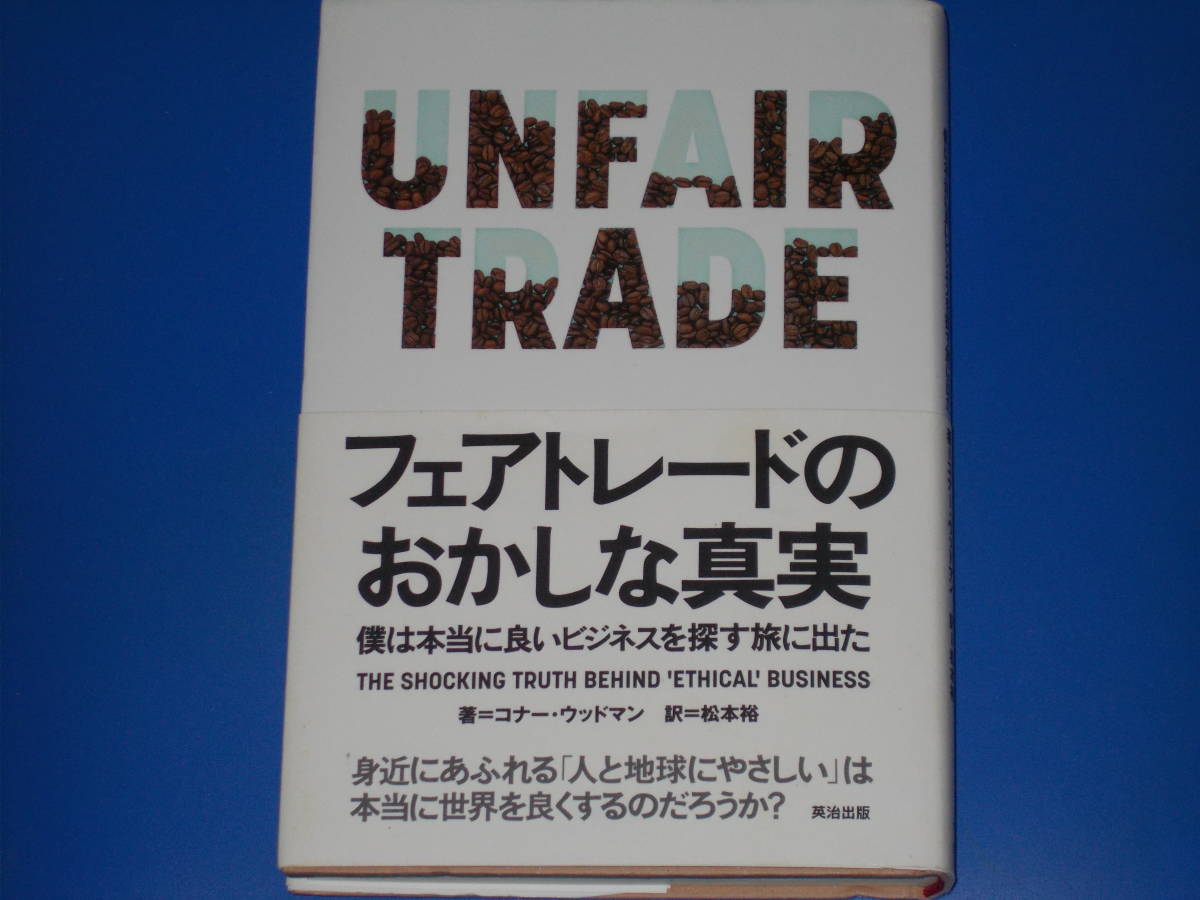 UNFAIR
TRADE
フェアトレードの
おかしな真実
僕は本当に良いビジネスを探す旅に出た
THE SHOCKING TRUTH BEHIND 'ETHICAL' BUSINESS
著=コナー・ウッドマン 訳=松本裕
身近にあふれる「人と地球にやさしい」は
本当に世界を良くするのだろうか?
英治出版